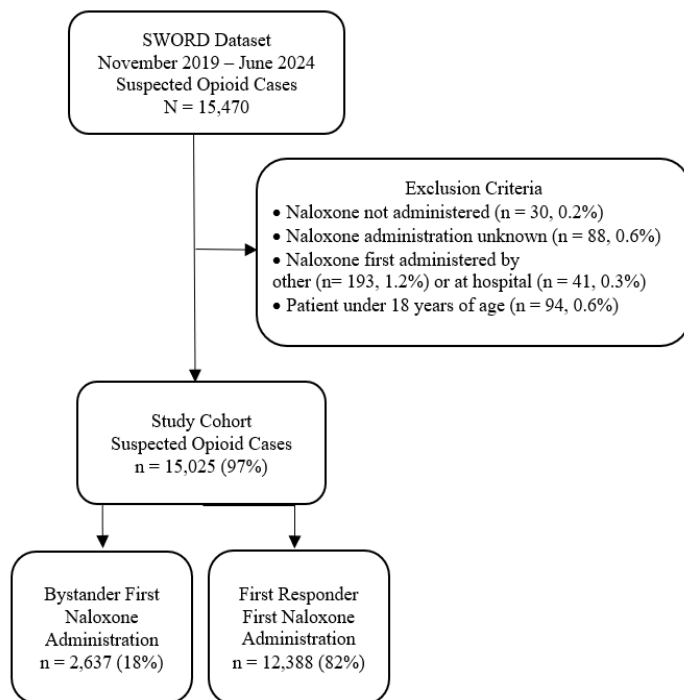 SWORD Dataset
November 2019 – June 2024
Suspected Opioid Cases
N = 15,470
Exclusion Criteria
• Naloxone not administered (n = 30, 0.2%)
• Naloxone administration unknown (n = 88, 0.6%)
• Naloxone first administered by
other (n= 193, 1.2%) or at hospital (n = 41, 0.3%)
• Patient under 18 years of age (n = 94, 0.6%)
Study Cohort
Suspected Opioid Cases
n = 15,025 (97%)
Bystander First
Naloxone
Administration
n = 2,637 (18%)
First Responder
First Naloxone
Administration
n = 12,388 (82%)